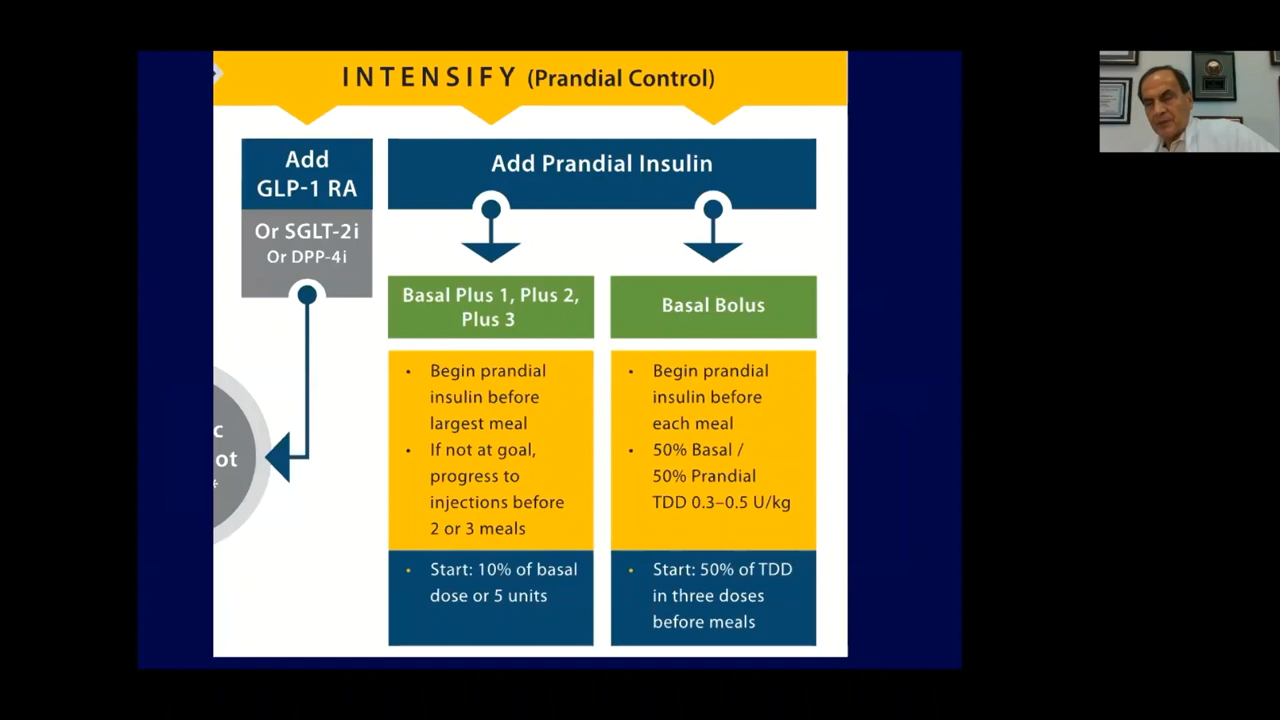 INTENSIFY (Prandial Control)
Add
GLP-1 RA
Or SGLT-2i
Or DPP-4i
Add Prandial Insulin
Basal Plus 1, Plus 2,
Plus 3
• Begin prandial
insulin before
largest meal
• If not at goal,
progress to
injections before
2 or 3 meals
• Start: 10% of basal
dose or 5 units
Basal Bolus
• Begin prandial
insulin before
each meal
• 50% Basal /
50% Prandial
TDD 0.3–0.5 U/kg
• Start: 50% of TDD
in three doses
before meals
c
ot
*